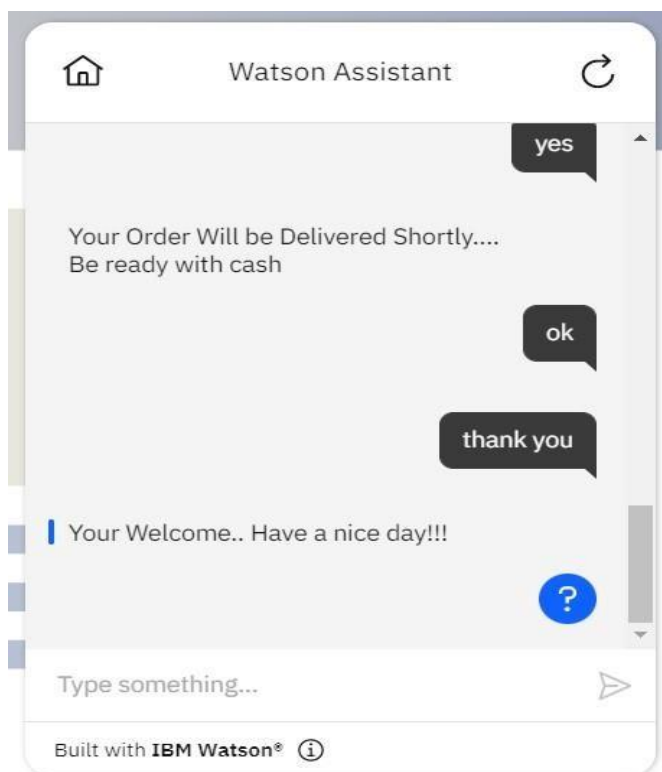 Watson Assistant
yes
Your Order Will be Delivered Shortly....
Be ready with cash
ok
thank you
Your Welcome.. Have a nice day!!!
?
Type something...
Built with IBM Watson®